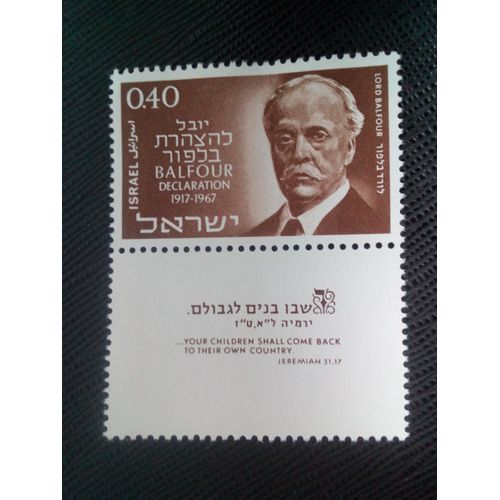 0.40
יובל
להצהרת
בלפור
BALFOUR
DECLARATION
1917-1967
ישראל
ISRAEL اسرائيل
LORD BALFOUR לורד בלפור
ושבו בנים לגבולם.
ירמיה ל"א,ט"ז
...YOUR CHILDREN SHALL COME BACK
TO THEIR OWN COUNTRY.
JEREMIAH 31,17